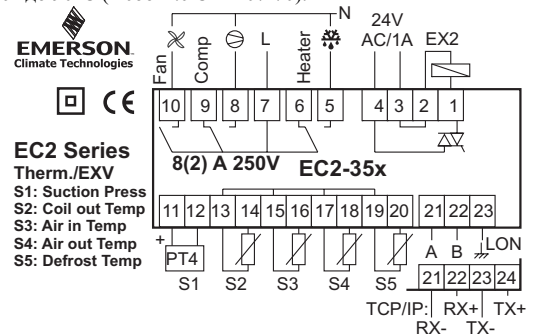 N
24V
AC/1A EX2
EMERSON
Climate Technologies
Fan
Comp
L
Heater
10 9 8 7 6 5 4 3 2 1
CE
8(2) A 250V EC2-35x
EC2 Series
Therm./EXV
S1: Suction Press
S2: Coil out Temp
S3: Air in Temp
S4: Air out Temp
S5: Defrost Temp
11 12 13 14 15 16 17 18 19 20 21 22 23
+
PT4
A B LON
S1 S2 S3 S4 S5
21 22 23 24
TCP/IP: RX+ TX+
RX- TX-